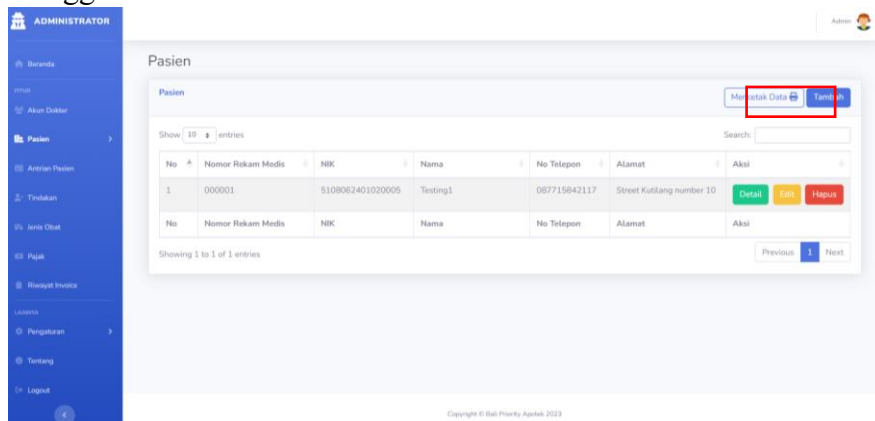 ADMINISTRATOR
Admin
Beranda
Akun Dokter
Pasien
Antrian Pasien
Tindakan
Jenis Obat
Pajak
Riwayat Invoice
LAINNYA
Pengaturan
Tentang
Logout
Pasien
Pasien
Mencetak Data Tambah
Show 10 entries Search:
No Nomor Rekam Medis NIK Nama No Telepon Alamat Aksi
1 000001 5108062401020005 Testing1 087715842117 Street Kutilang number 10 Detail Edit Hapus
No Nomor Rekam Medis NIK Nama No Telepon Alamat Aksi
Showing 1 to 1 of 1 entries Previous 1 Next
Copyright © Bali Priority Apotek 2023